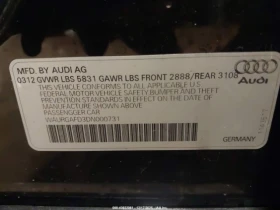 MFD. BY AUDI AG
0312 GVWR LBS 5831 GAWR LBS FRONT 2888/REAR 3108
THIS VEHICLE CONFORMS TO ALL APPLICABLE U.S
FEDERAL MOTOR VEHICLE SAFETY, BUMPER AND THEFT
PREVENTION STANDARDS IN EFFECT ON THE DATE OF
MANUFACTURE SHOWN ABOVE
PASSENGER CAR
Audi
GERMANY